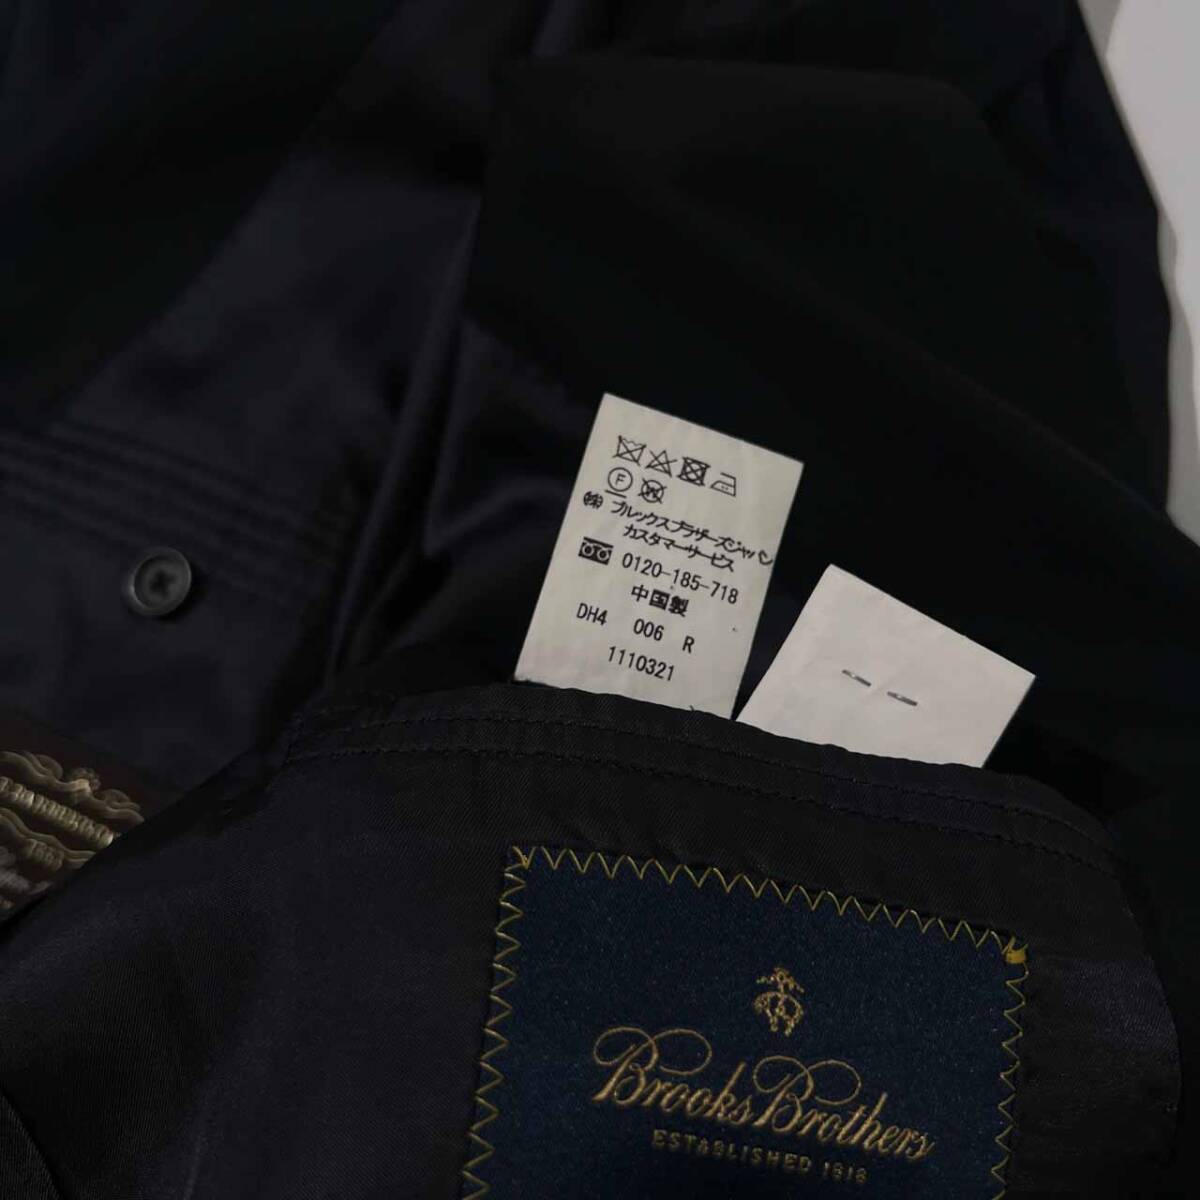 F
W
(株)ブルックスブラザーズジャパン
カスタマーサービス
0120-185-718
中国製
DH4 006 R
1110321
Brooks Brothers
ESTABLISHED 1818